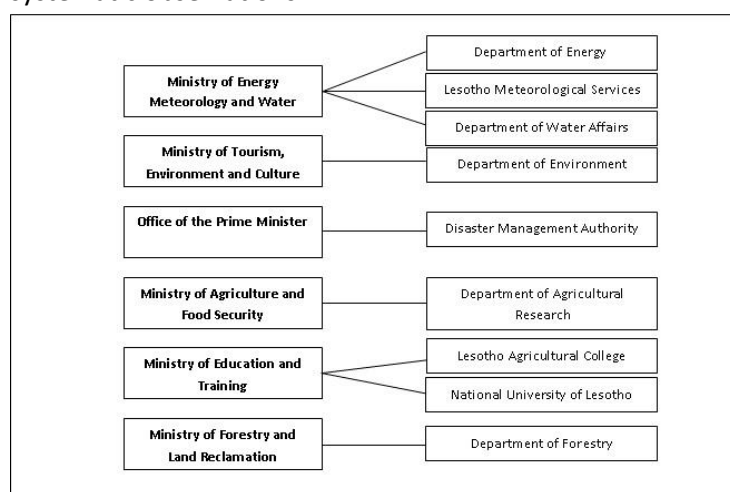 Ministry of Energy
Meteorology and Water
Department of Energy
Lesotho Meteorological Services
Department of Water Affairs
Ministry of Tourism,
Environment and Culture
Department of Environment
Office of the Prime Minister
Disaster Management Authority
Ministry of Agriculture and
Food Security
Department of Agricultural
Research
Ministry of Education and
Training
Lesotho Agricultural College
National University of Lesotho
Ministry of Forestry and
Land Reclamation
Department of Forestry